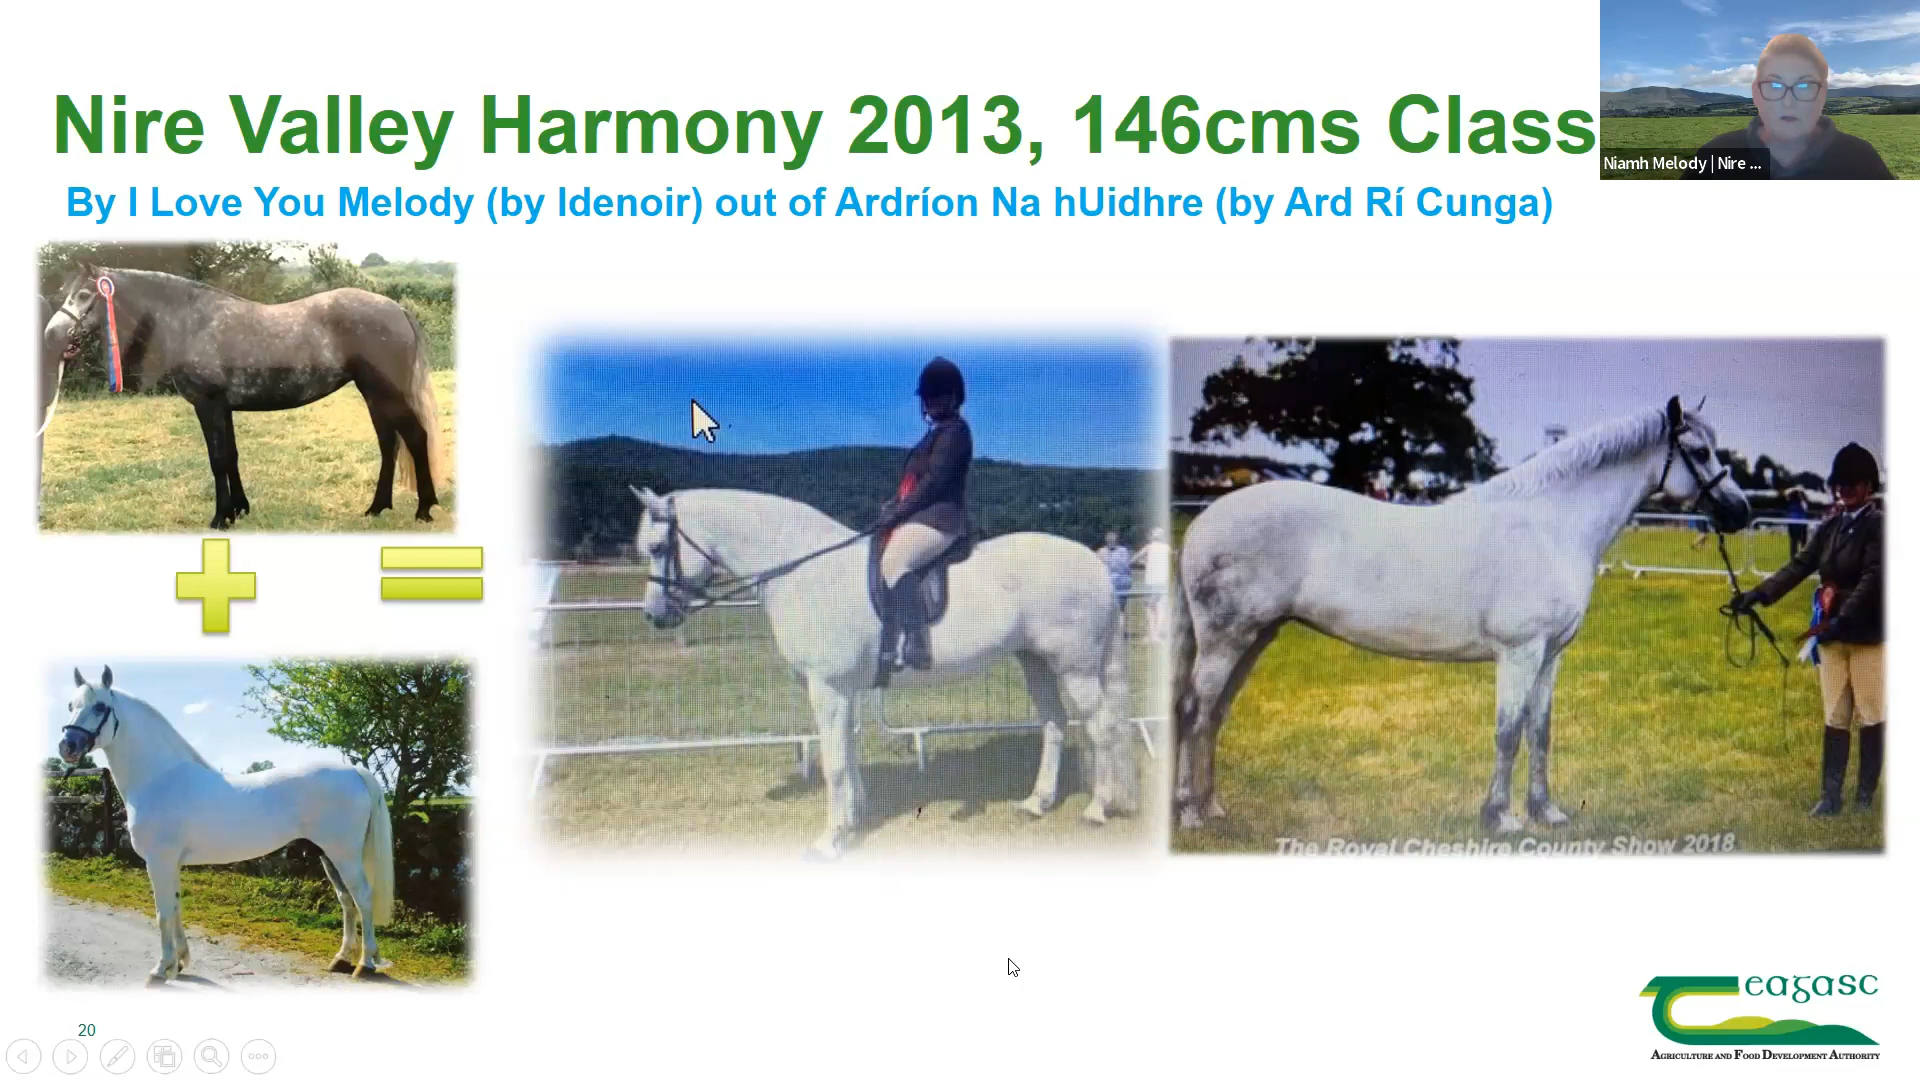 Nire Valley Harmony 2013, 146cms Class
By I Love You Melody (by Idenoir) out of Ardríon Na hUidhre (by Ard Rí Cunga)
Niamh Melody | Nire ...
The Royal Cheshire County Show 2018
20
eagasc
Agriculture and Food Development Authority